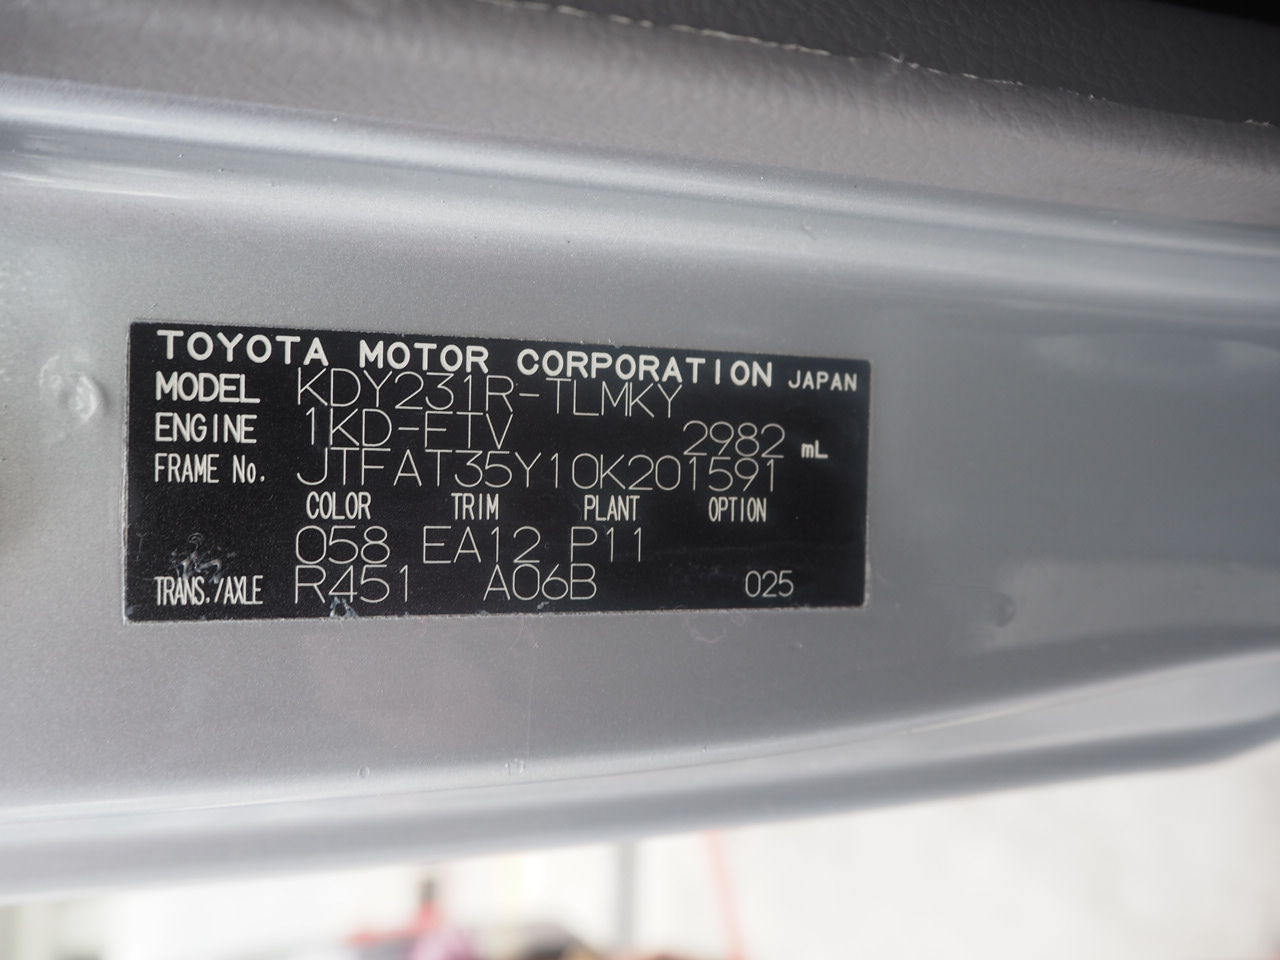 TOYOTA MOTOR CORPORATION JAPAN
MODEL KDY231R-TLMKY
ENGINE 1KD-FTV 2982 mL
FRAME No. JTFAT35Y10K201591
COLOR TRIM PLANT OPTION
058 EA12 P11
TRANS./AXLE R451 A06B 025